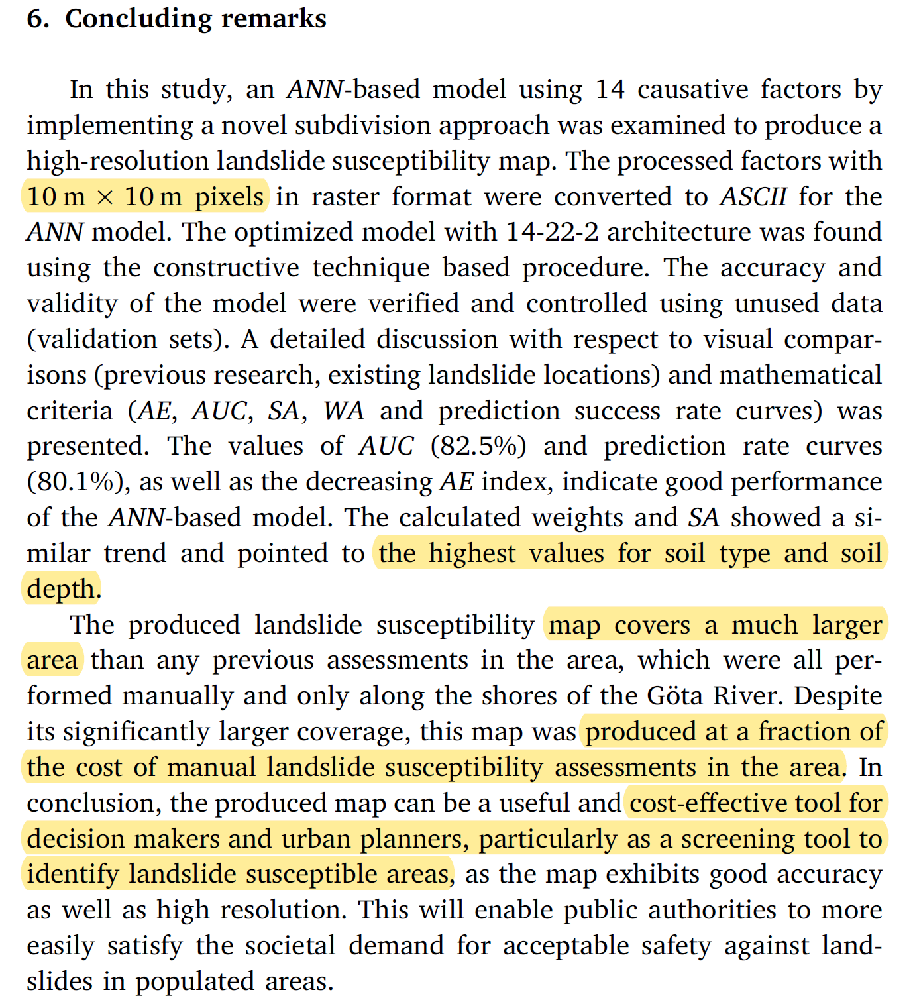 6. Concluding remarks
In this study, an ANN-based model using 14 causative factors by
implementing a novel subdivision approach was examined to produce a
high-resolution landslide susceptibility map. The processed factors with
10 m × 10 m pixels in raster format were converted to ASCII for the
ANN model. The optimized model with 14-22-2 architecture was found
using the constructive technique based procedure. The accuracy and
validity of the model were verified and controlled using unused data
(validation sets). A detailed discussion with respect to visual compar-
isons (previous research, existing landslide locations) and mathematical
criteria (AE, AUC, SA, WA and prediction success rate curves) was
presented. The values of AUC (82.5%) and prediction rate curves
(80.1%), as well as the decreasing AE index, indicate good performance
of the ANN-based model. The calculated weights and SA showed a si-
milar trend and pointed to the highest values for soil type and soil
depth.
The produced landslide susceptibility map covers a much larger
area than any previous assessments in the area, which were all per-
formed manually and only along the shores of the Göta River. Despite
its significantly larger coverage, this map was produced at a fraction of
the cost of manual landslide susceptibility assessments in the area. In
conclusion, the produced map can be a useful and cost-effective tool for
decision makers and urban planners, particularly as a screening tool to
identify landslide susceptible areas, as the map exhibits good accuracy
as well as high resolution. This will enable public authorities to more
easily satisfy the societal demand for acceptable safety against land-
slides in populated areas.